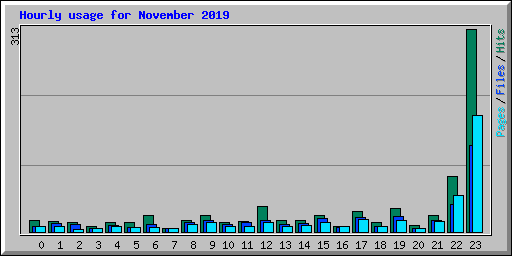 Hourly usage for November 2019
313
Pages/Files/Hits
0 1 2 3 4 5 6 7 8 9 10 11 12 13 14 15 16 17 18 19 20 21 22 23